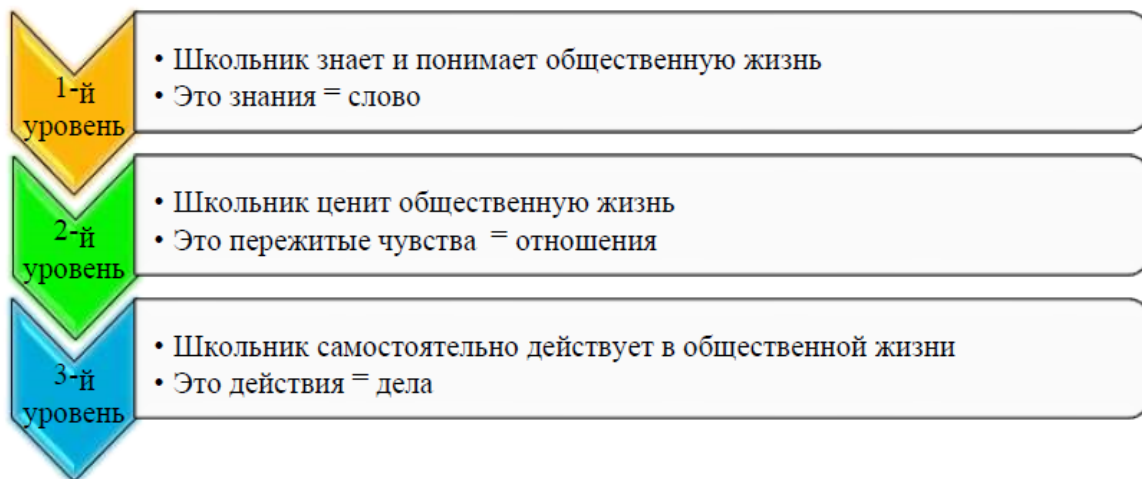 1-й
уровень
• Школьник знает и понимает общественную жизнь
• Это знания = слово
2-й
уровень
• Школьник ценит общественную жизнь
• Это пережитые чувства = отношения
3-й
уровень
• Школьник самостоятельно действует в общественной жизни
• Это действия = дела